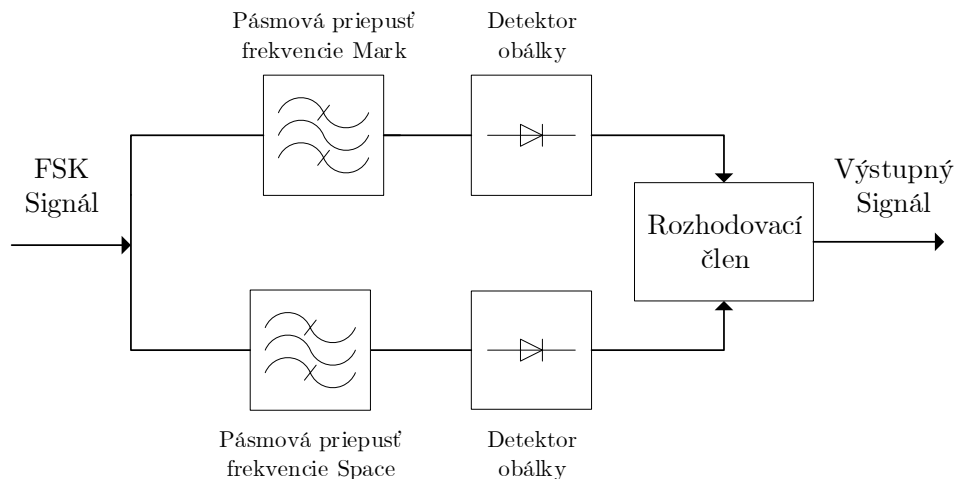 Pásmová priepusť
frekvencie Mark
Detektor
obálky
FSK
Signál
Rozhodovací
člen
Výstupný
Signál
Pásmová priepusť
frekvencie Space
Detektor
obálky